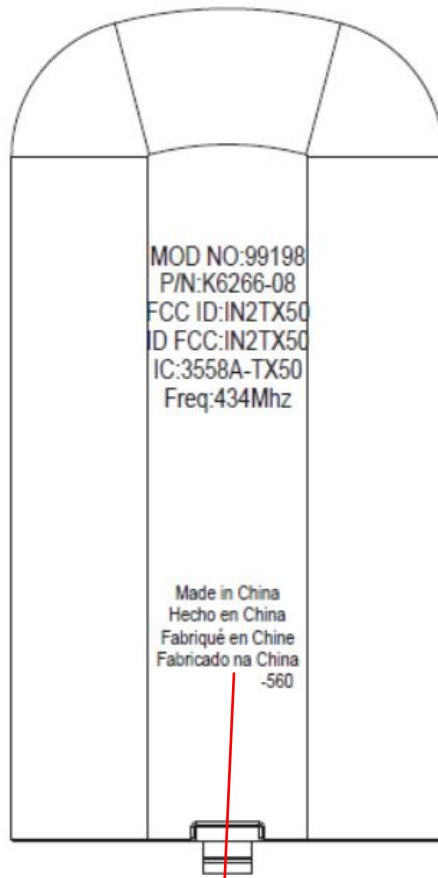 MOD NO:99198
P/N:K6266-08
FCC ID:IN2TX50
ID FCC:IN2TX50
IC:3558A-TX50
Freq:434Mhz
Made in China
Hecho en China
Fabriqué en Chine
Fabricado na China
-560